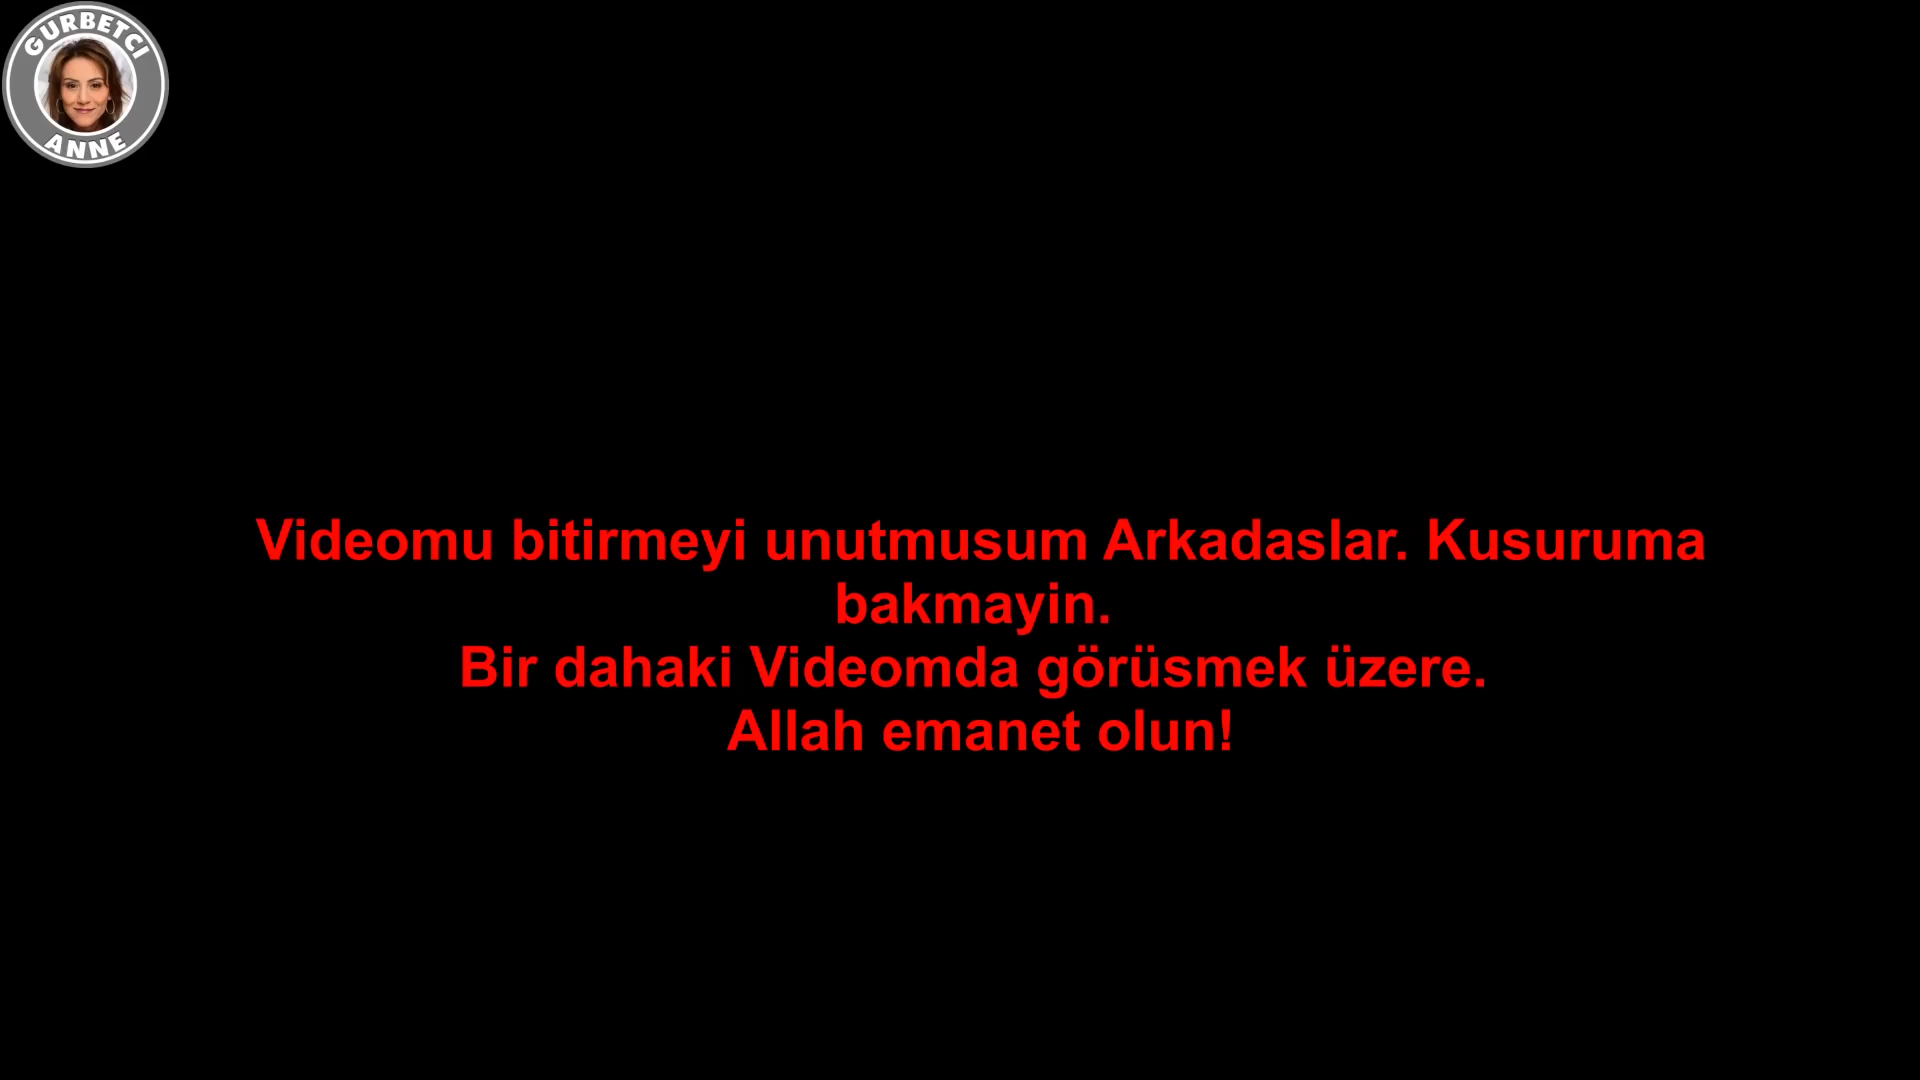 GURBETCI
ANNE
Videomu bitirmeyi unutmusum Arkadaslar. Kusuruma
bakmayin.
Bir dahaki Videomda görüsmek üzere.
Allah emanet olun!